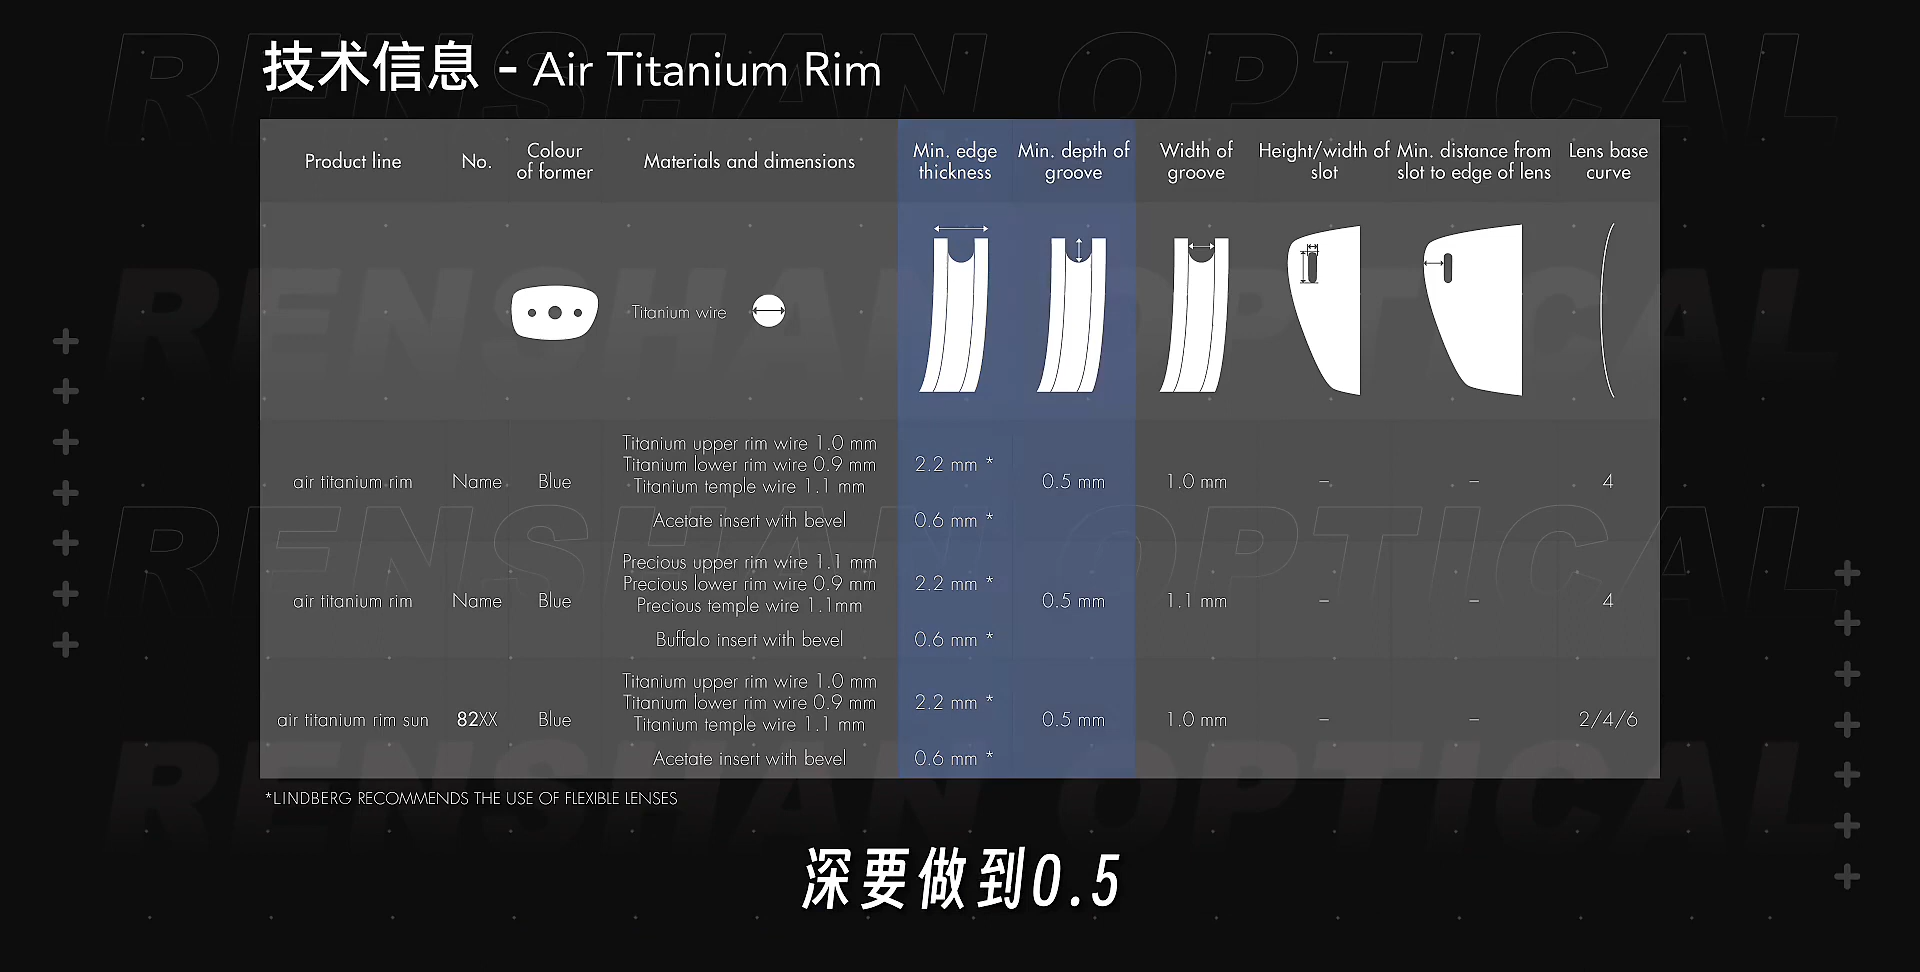 RENSHAN OPTICAL
技术信息 - Air Titanium Rim
Product line No. Colour of former Materials and dimensions Min. edge thickness Min. depth of groove Width of groove Height/width of slot Min. distance from slot to edge of lens Lens base curve
Titanium wire
RENSHAN OPTICAL
Titanium upper rim wire 1.0 mm
Titanium lower rim wire 0.9 mm
Titanium temple wire 1.1 mm
2.2 mm *
air titanium rim Name Blue 0.5 mm 1.0 mm – – 4
Acetate insert with bevel 0.6 mm *
RENSHAN OPTICAL
Precious upper rim wire 1.1 mm
Precious lower rim wire 0.9 mm
Precious temple wire 1.1mm
2.2 mm *
air titanium rim Name Blue 0.5 mm 1.1 mm – – 4
Buffalo insert with bevel 0.6 mm *
Titanium upper rim wire 1.0 mm
Titanium lower rim wire 0.9 mm
Titanium temple wire 1.1 mm
2.2 mm *
air titanium rim sun 82XX Blue 0.5 mm 1.0 mm – – 2/4/6
Acetate insert with bevel 0.6 mm *
RENSHAN OPTICAL
*LINDBERG RECOMMENDS THE USE OF FLEXIBLE LENSES
深要做到0.5